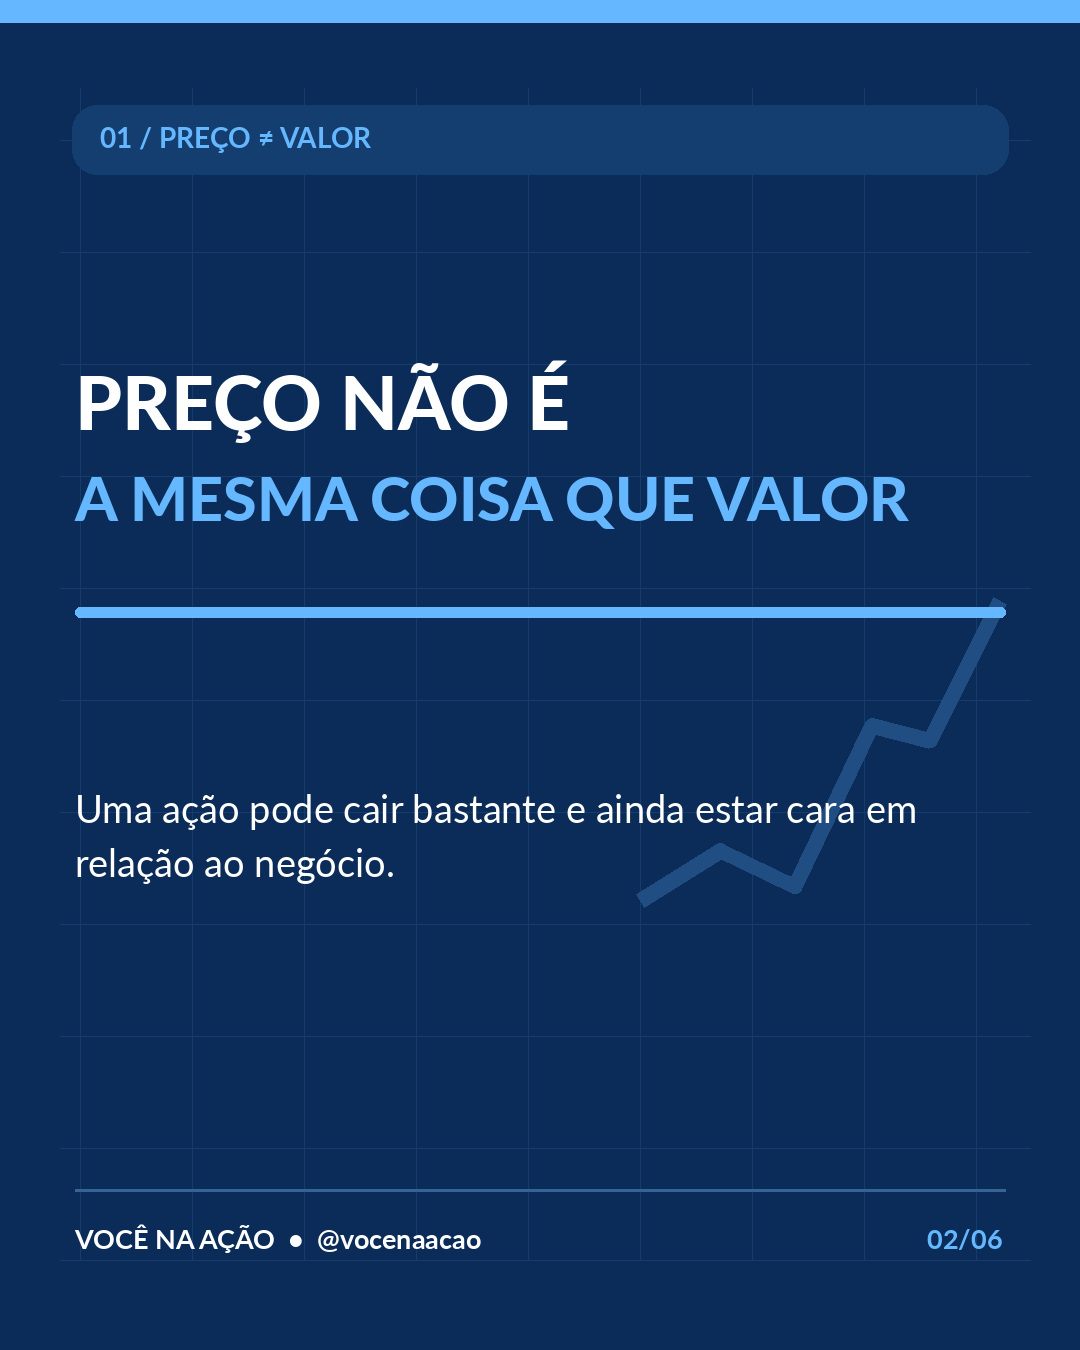 01 / PREÇO ≠ VALOR
PREÇO NÃO É
A MESMA COISA QUE VALOR
Uma ação pode cair bastante e ainda estar cara em
relação ao negócio.
VOCÊ NA AÇÃO ● @vocenaacao
02/06